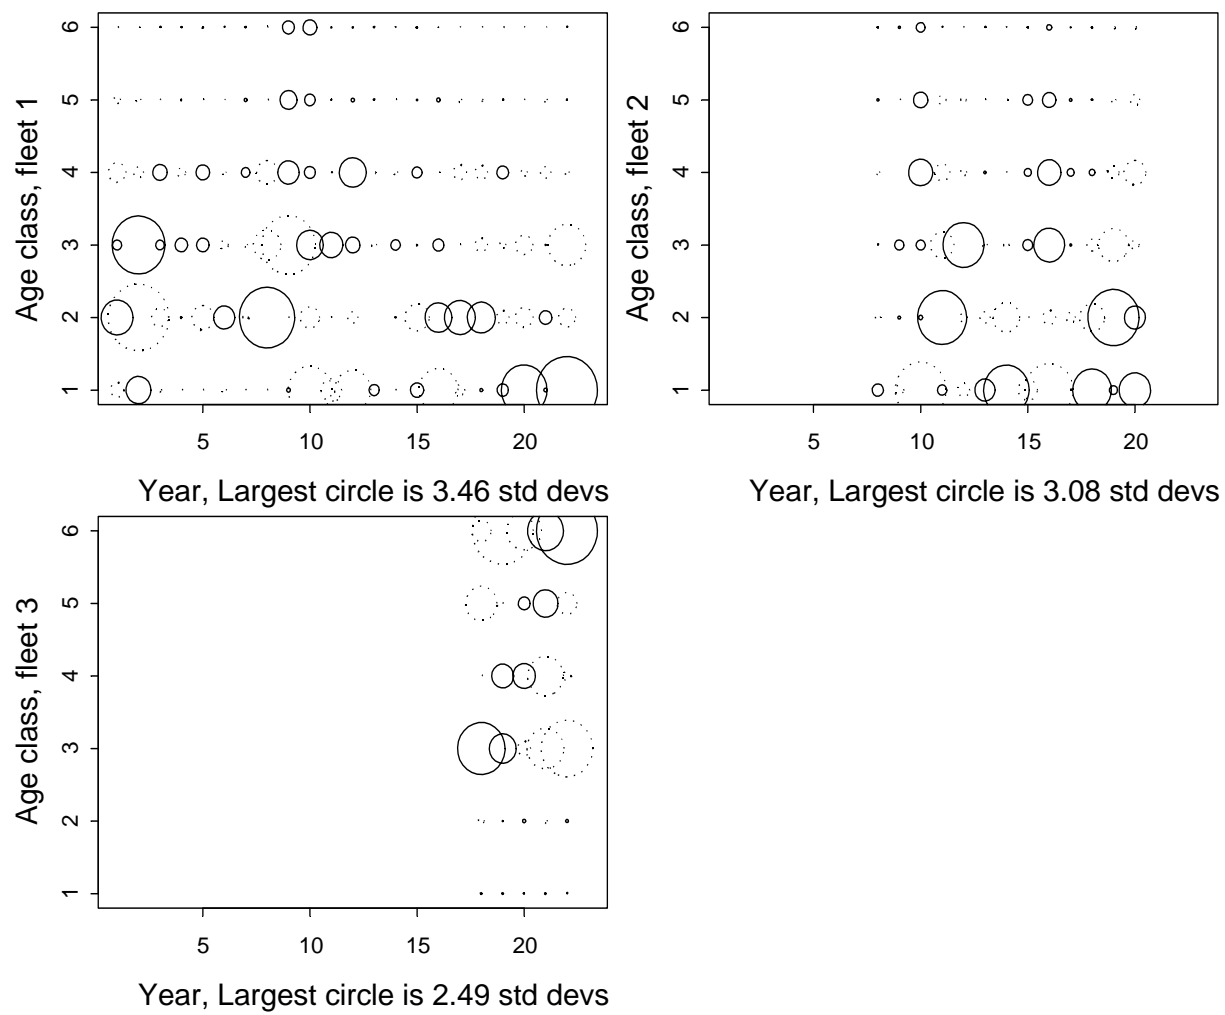 Age class, fleet 1
6
5
4
3
2
1
5 10 15 20
Year, Largest circle is 3.46 std devs
Age class, fleet 2
6
5
4
3
2
1
5 10 15 20
Year, Largest circle is 3.08 std devs
Age class, fleet 3
6
5
4
3
2
1
5 10 15 20
Year, Largest circle is 2.49 std devs